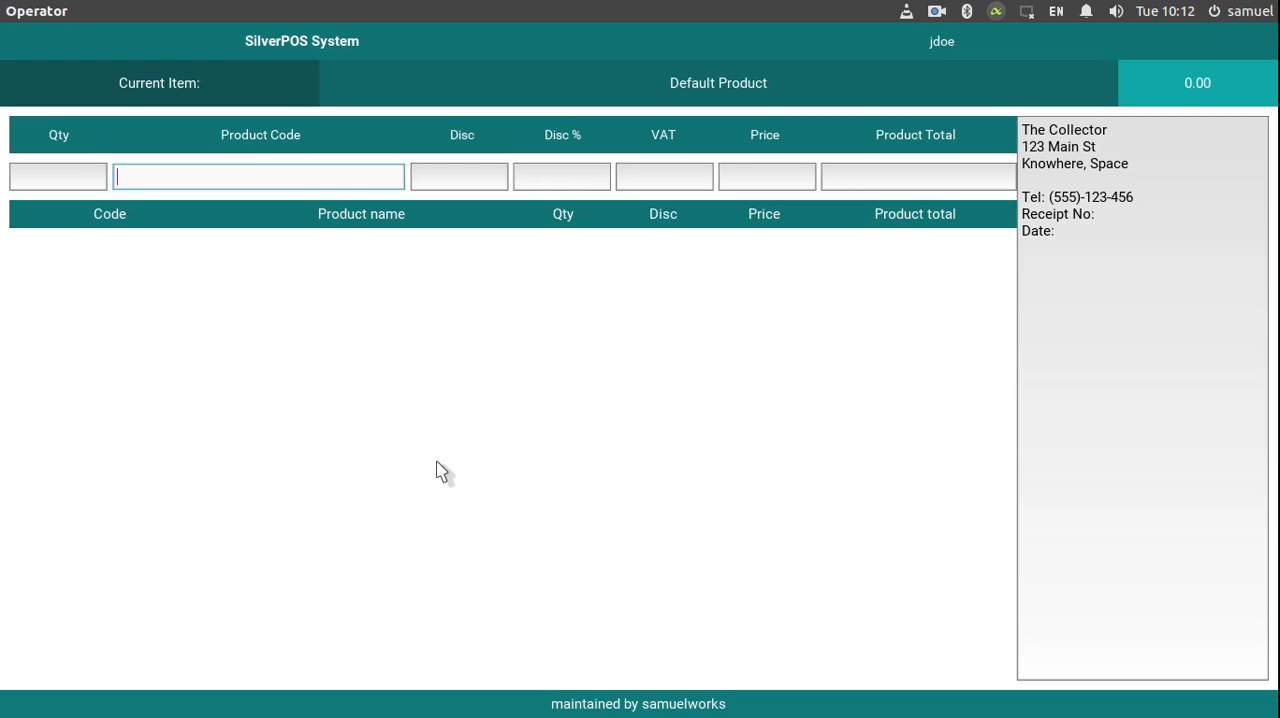 Operator
EN
Tue 10:12
samuel
SilverPOS System
jdoe
Current Item:
Default Product
0.00
Qty
Product Code
Disc
Disc %
VAT
Price
Product Total
Code
Product name
Qty
Disc
Price
Product total
The Collector
123 Main St
Knowhere, Space
Tel: (555)-123-456
Receipt No:
Date:
maintained by samuelworks